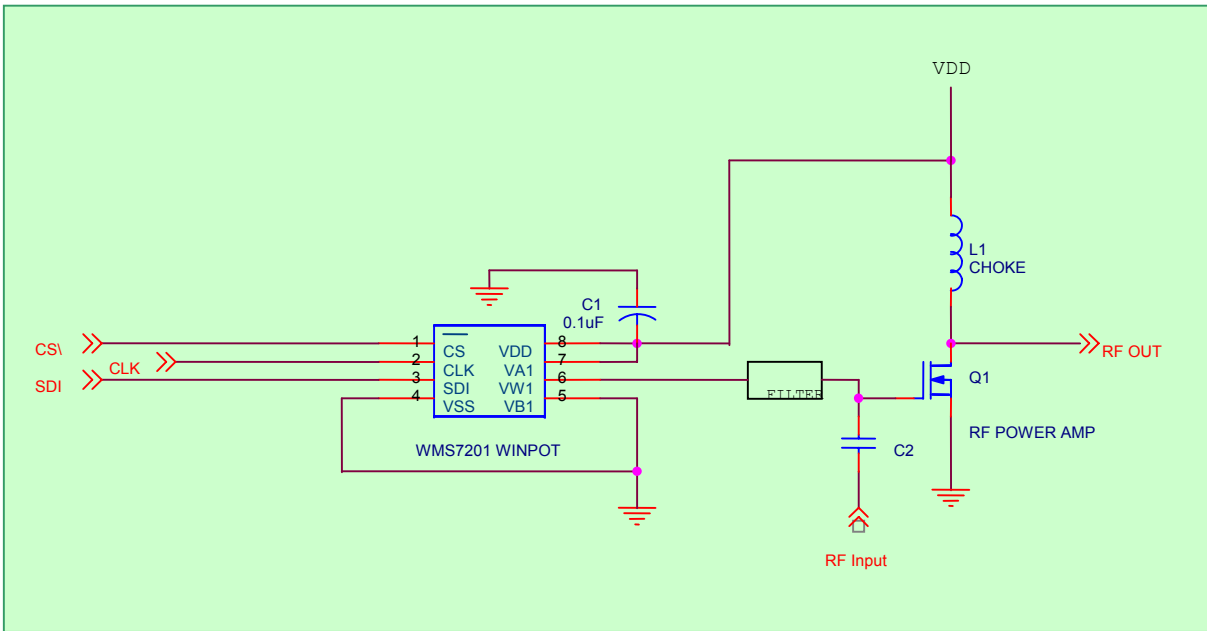 VDD
L1
CHOKE
C1
0.1uF
CS\
CLK
SDI
1
2
3
4
CS
CLK
SDI
VSS
VDD
VA1
VW1
VB1
8
7
6
5
WMS7201 WINPOT
FILTER
C2
RF Input
RF OUT
Q1
RF POWER AMP